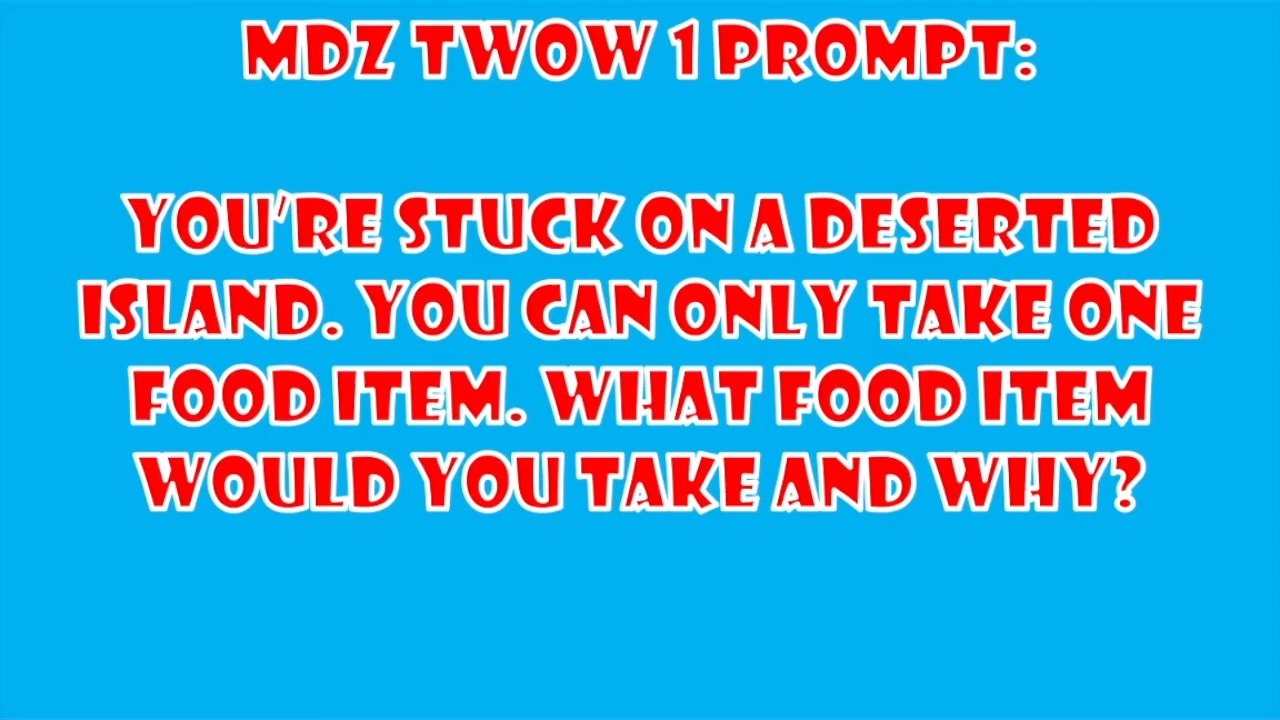 MDZ TWOW 1 PROMPT:
YOU'RE STUCK ON A DESERTED
ISLAND. YOU CAN ONLY TAKE ONE
FOOD ITEM. WHAT FOOD ITEM
WOULD YOU TAKE AND WHY?